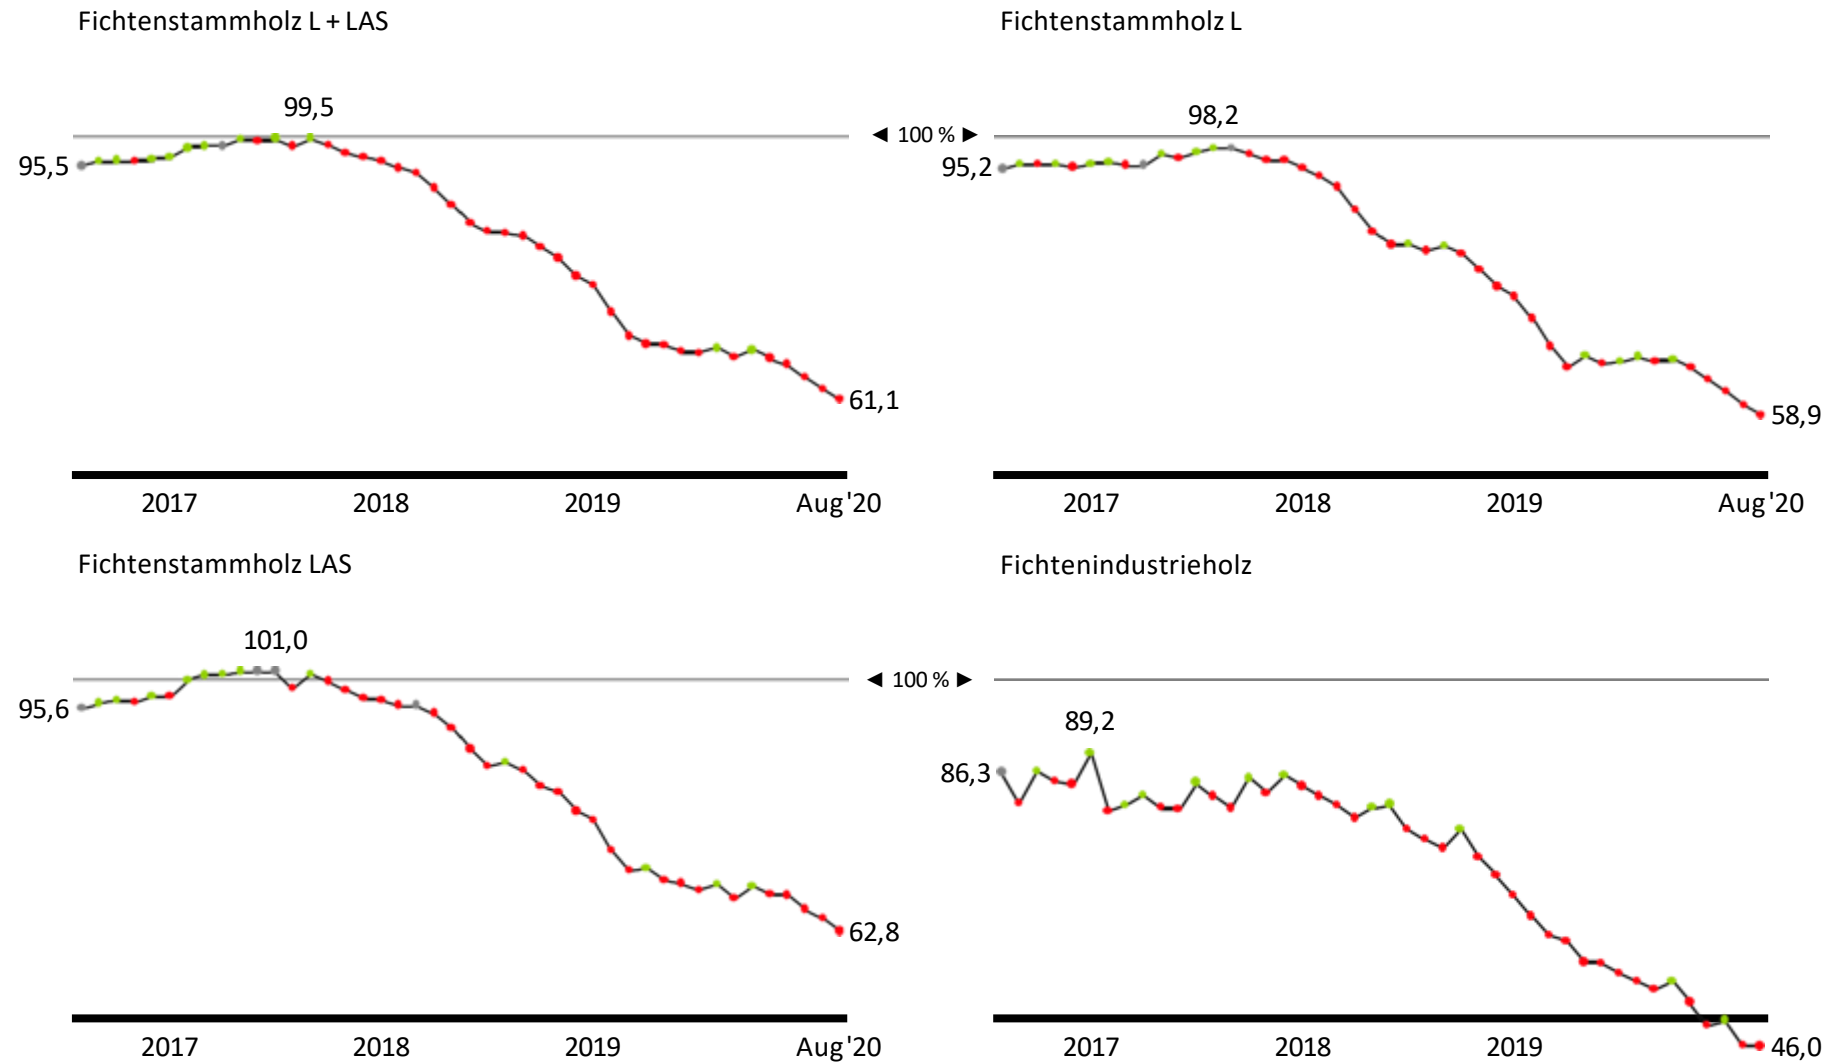 Fichtenstammholz L + LAS
Fichtenstammholz L
99,5
98,2
◄ 100 % ►
95,5
95,2
61,1
58,9
2017 2018 2019 Aug'20
2017 2018 2019 Aug'20
Fichtenstammholz LAS
Fichtenindustrieholz
101,0
◄ 100 % ►
95,6
89,2
86,3
62,8
46,0
2017 2018 2019 Aug'20
2017 2018 2019